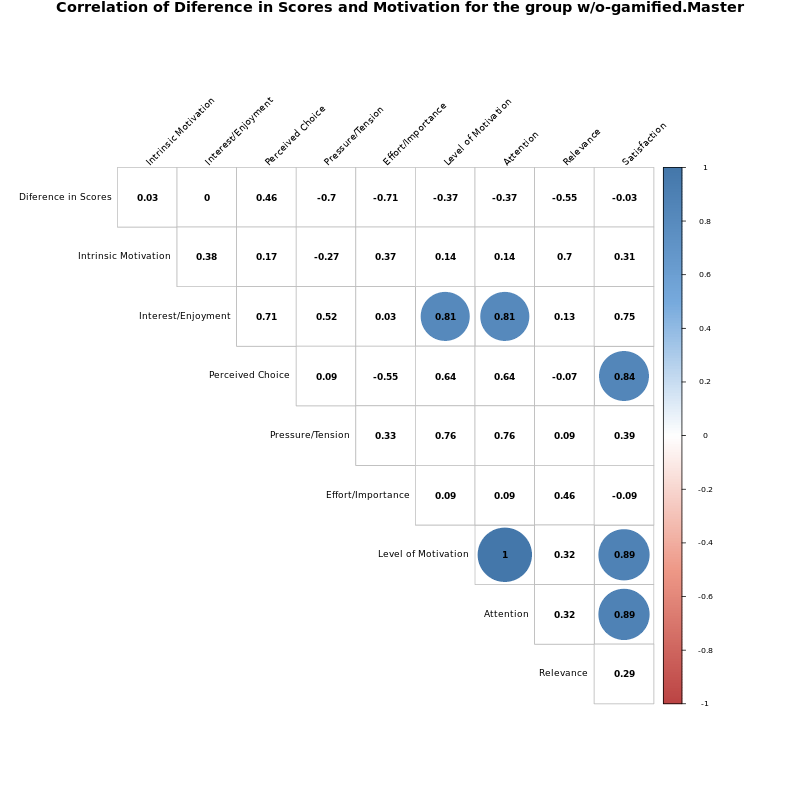 Correlation of Diference in Scores and Motivation for the group w/o-gamified.Master
Intrinsic Motivation
Interest/Enjoyment
Perceived Choice
Pressure/Tension
Effort/Importance
Level of Motivation
Attention
Relevance
Satisfaction
Diference in Scores 0.03 0 0.46 -0.7 -0.71 -0.37 -0.37 -0.55 -0.03
Intrinsic Motivation 0.38 0.17 -0.27 0.37 0.14 0.14 0.7 0.31
Interest/Enjoyment 0.71 0.52 0.03 0.81 0.81 0.13 0.75
Perceived Choice 0.09 -0.55 0.64 0.64 -0.07 0.84
Pressure/Tension 0.33 0.76 0.76 0.09 0.39
Effort/Importance 0.09 0.09 0.46 -0.09
Level of Motivation 1 0.32 0.89
Attention 0.32 0.89
Relevance 0.29
1
0.8
0.6
0.4
0.2
0
-0.2
-0.4
-0.6
-0.8
-1